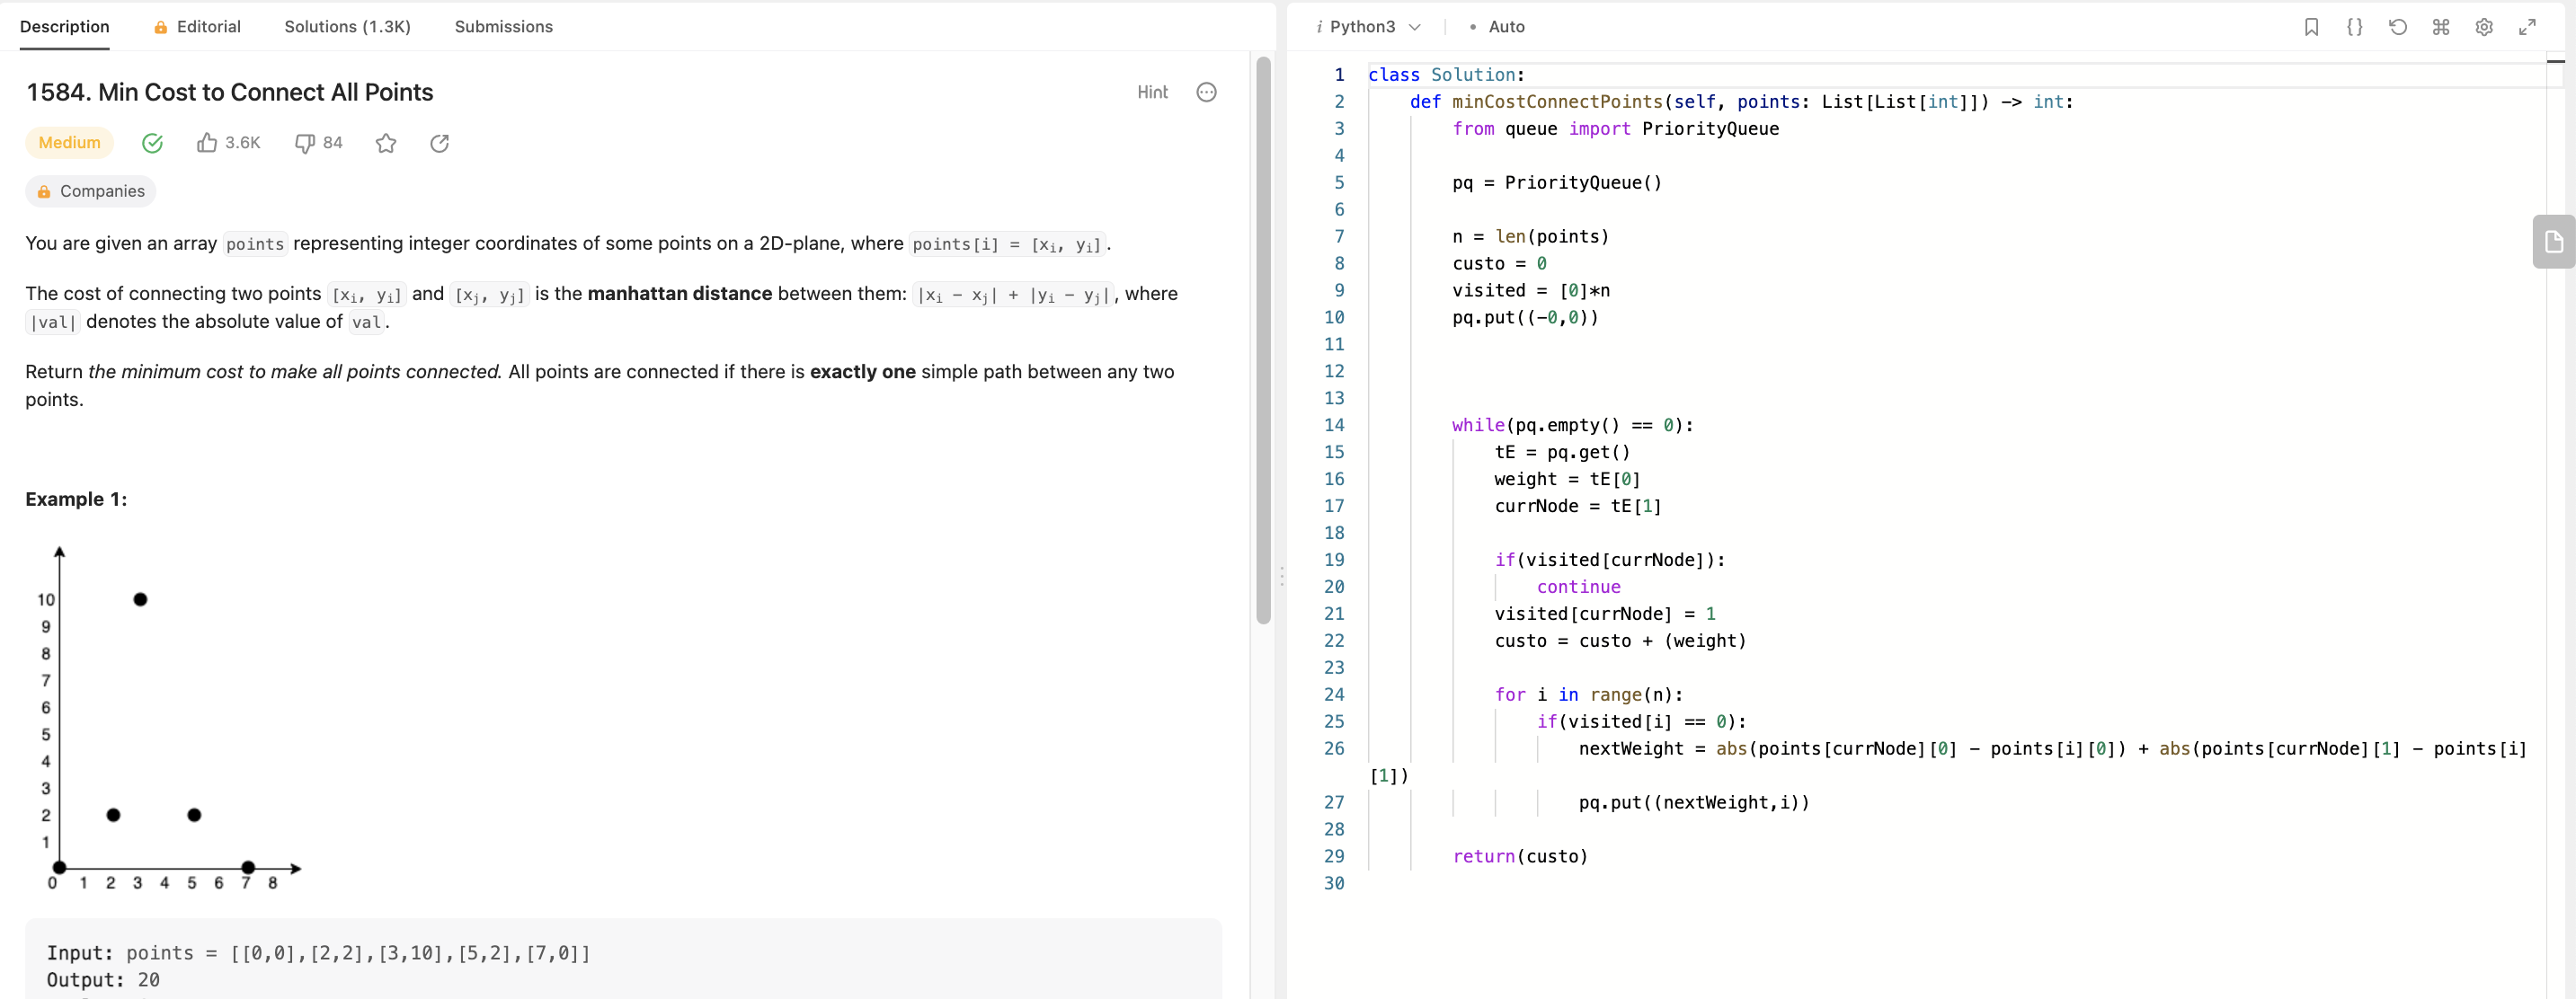 Description
Editorial
Solutions (1.3K)
Submissions
1584. Min Cost to Connect All Points
Hint
Medium
3.6K
84
Companies
You are given an array points representing integer coordinates of some points on a 2D-plane, where points[i] = [xi, yi].
The cost of connecting two points [xi, yi] and [xj, yj] is the manhattan distance between them: |xi - xj| + |yi - yj|, where
|val| denotes the absolute value of val.
Return the minimum cost to make all points connected. All points are connected if there is exactly one simple path between any two
points.
Example 1:
10
9
8
7
6
5
4
3
2
1
0 1 2 3 4 5 6 7 8
Input: points = [[0,0],[2,2],[3,10],[5,2],[7,0]]
Output: 20
i Python3
• Auto
1 class Solution:
2 def minCostConnectPoints(self, points: List[List[int]]) -> int:
3 from queue import PriorityQueue
4
5 pq = PriorityQueue()
6
7 n = len(points)
8 custo = 0
9 visited = [0]*n
10 pq.put((-0,0))
11
12
13
14 while(pq.empty() == 0):
15 tE = pq.get()
16 weight = tE[0]
17 currNode = tE[1]
18
19 if(visited[currNode]):
20 continue
21 visited[currNode] = 1
22 custo = custo + (weight)
23
24 for i in range(n):
25 if(visited[i] == 0):
26 nextWeight = abs(points[currNode][0] - points[i][0]) + abs(points[currNode][1] - points[i]
[1])
27 pq.put((nextWeight,i))
28
29 return(custo)
30